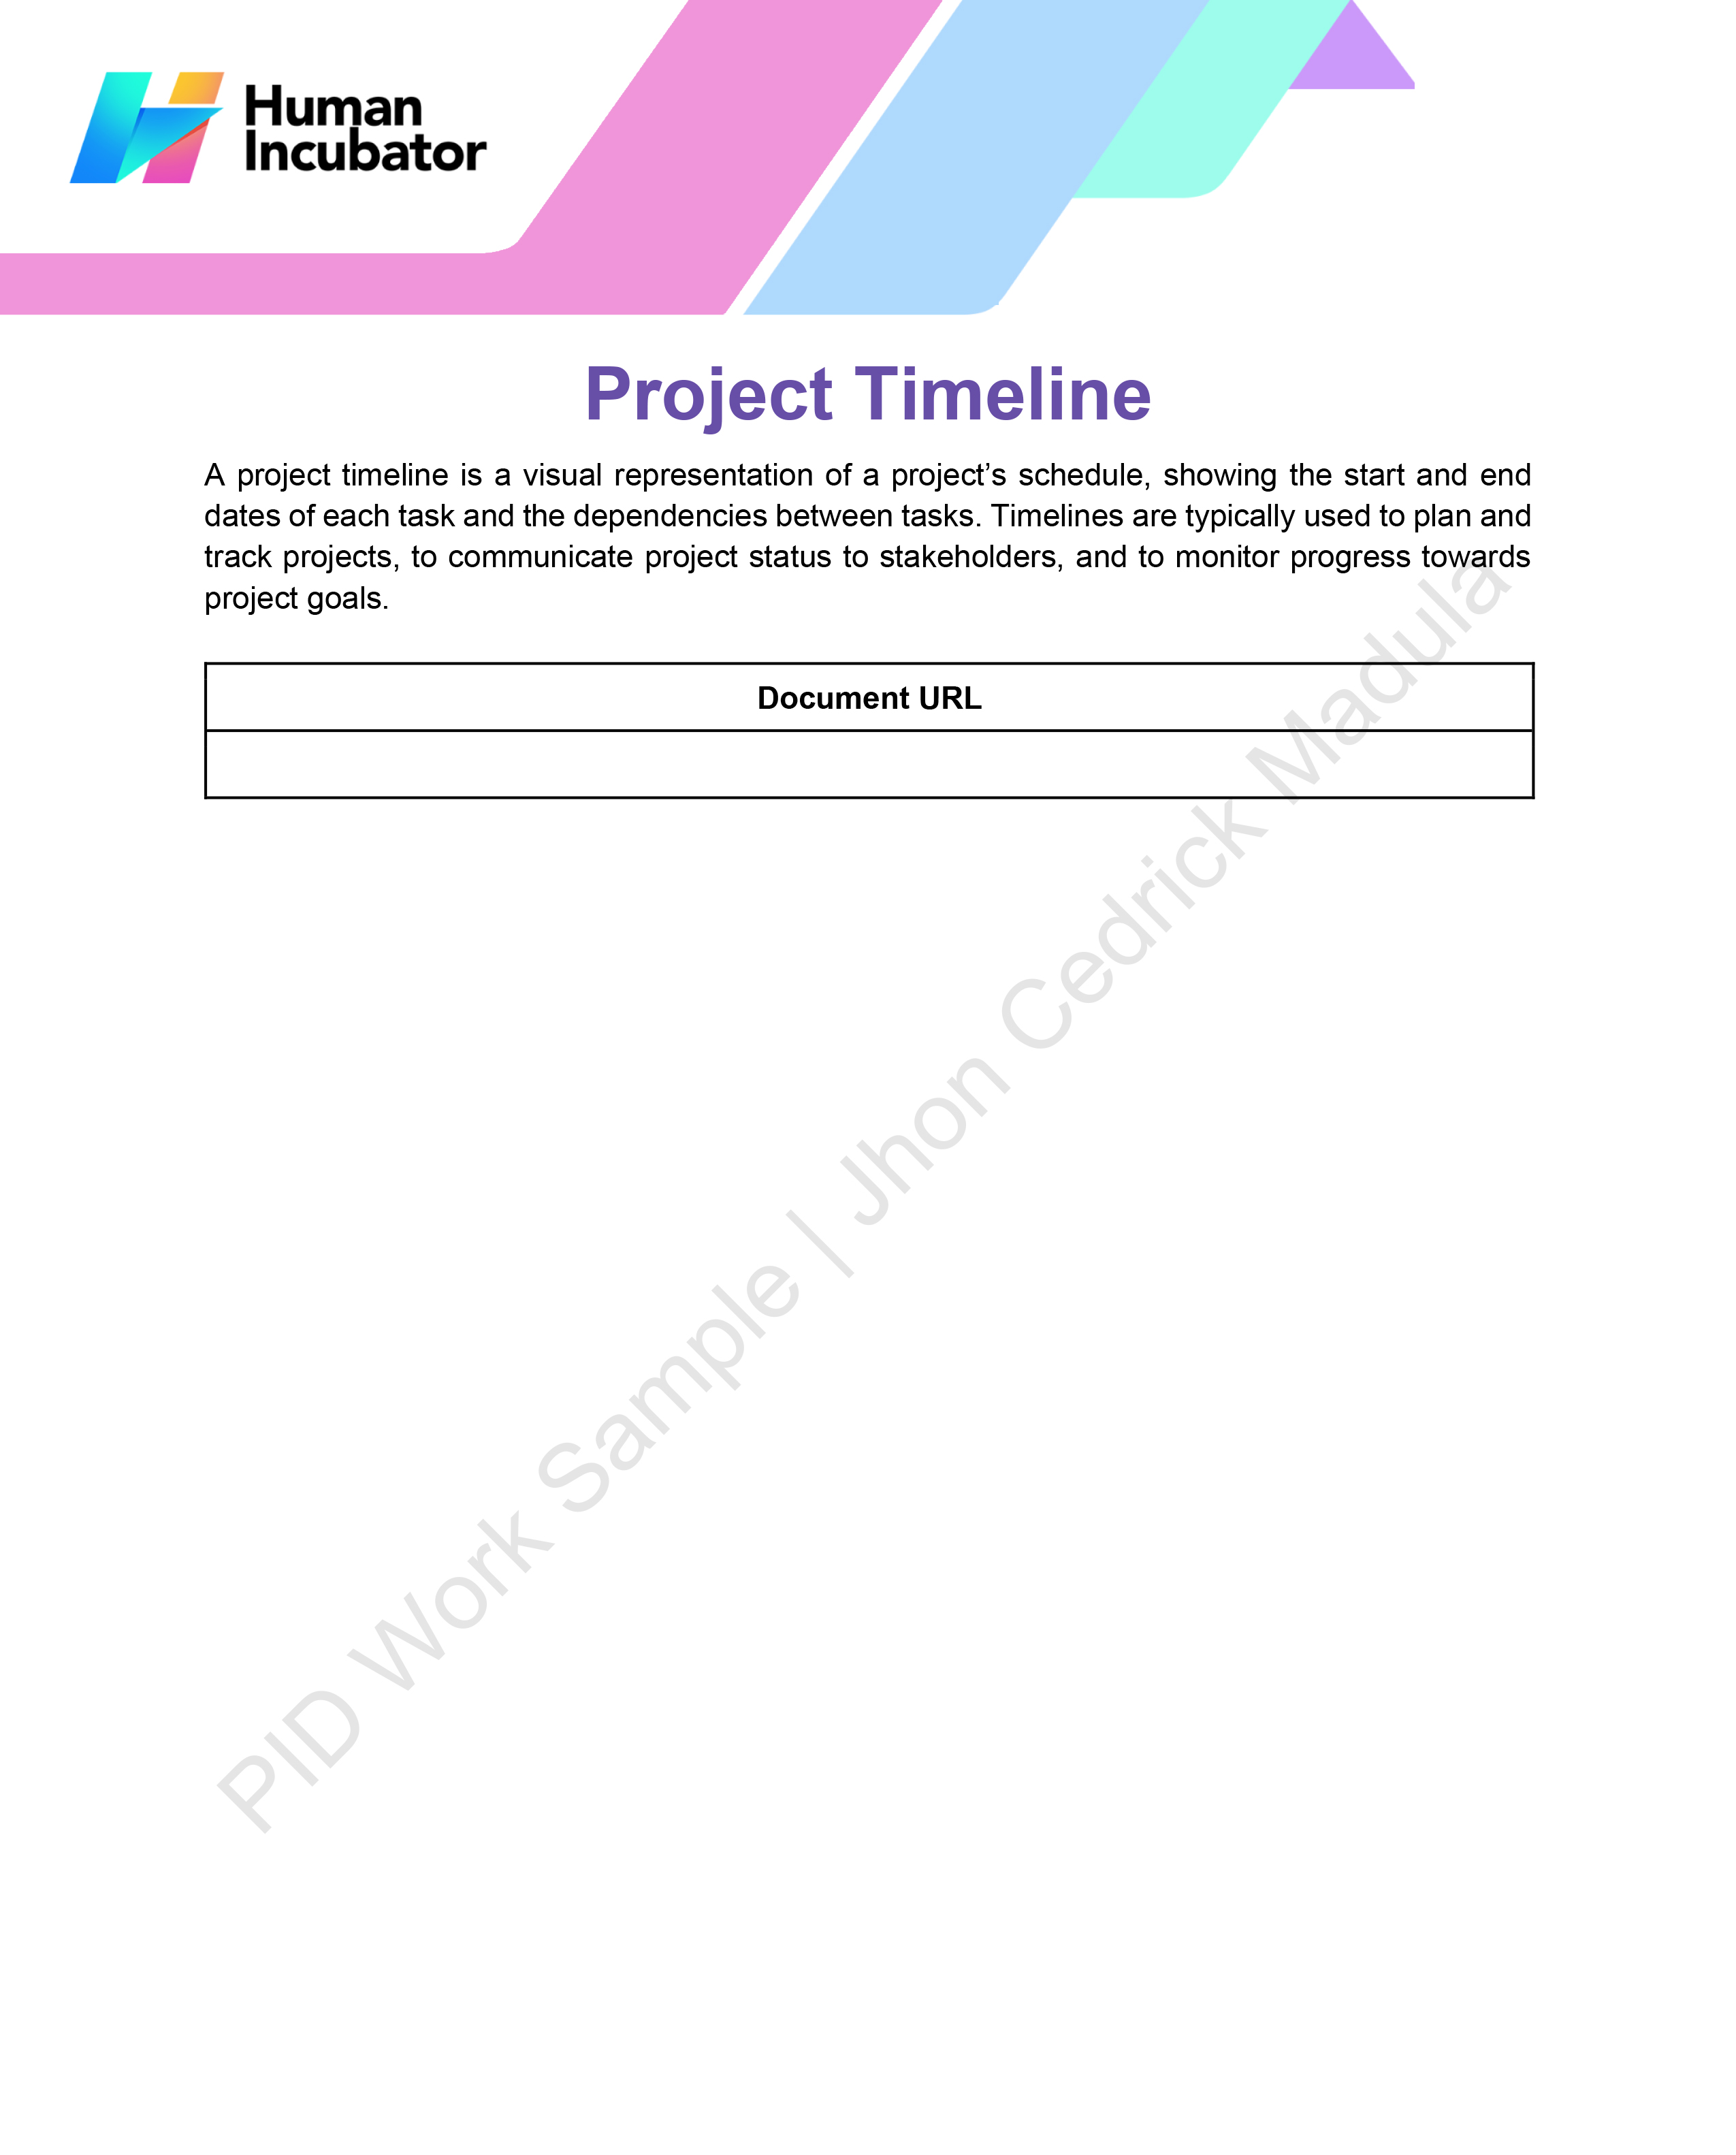 Human
Incubator
Project Timeline
A project timeline is a visual representation of a project’s schedule, showing the start and end
dates of each task and the dependencies between tasks. Timelines are typically used to plan and
track projects, to communicate project status to stakeholders, and to monitor progress towards
project goals.
Document URL
PID Work Sample | Jhon Cedrick Madula